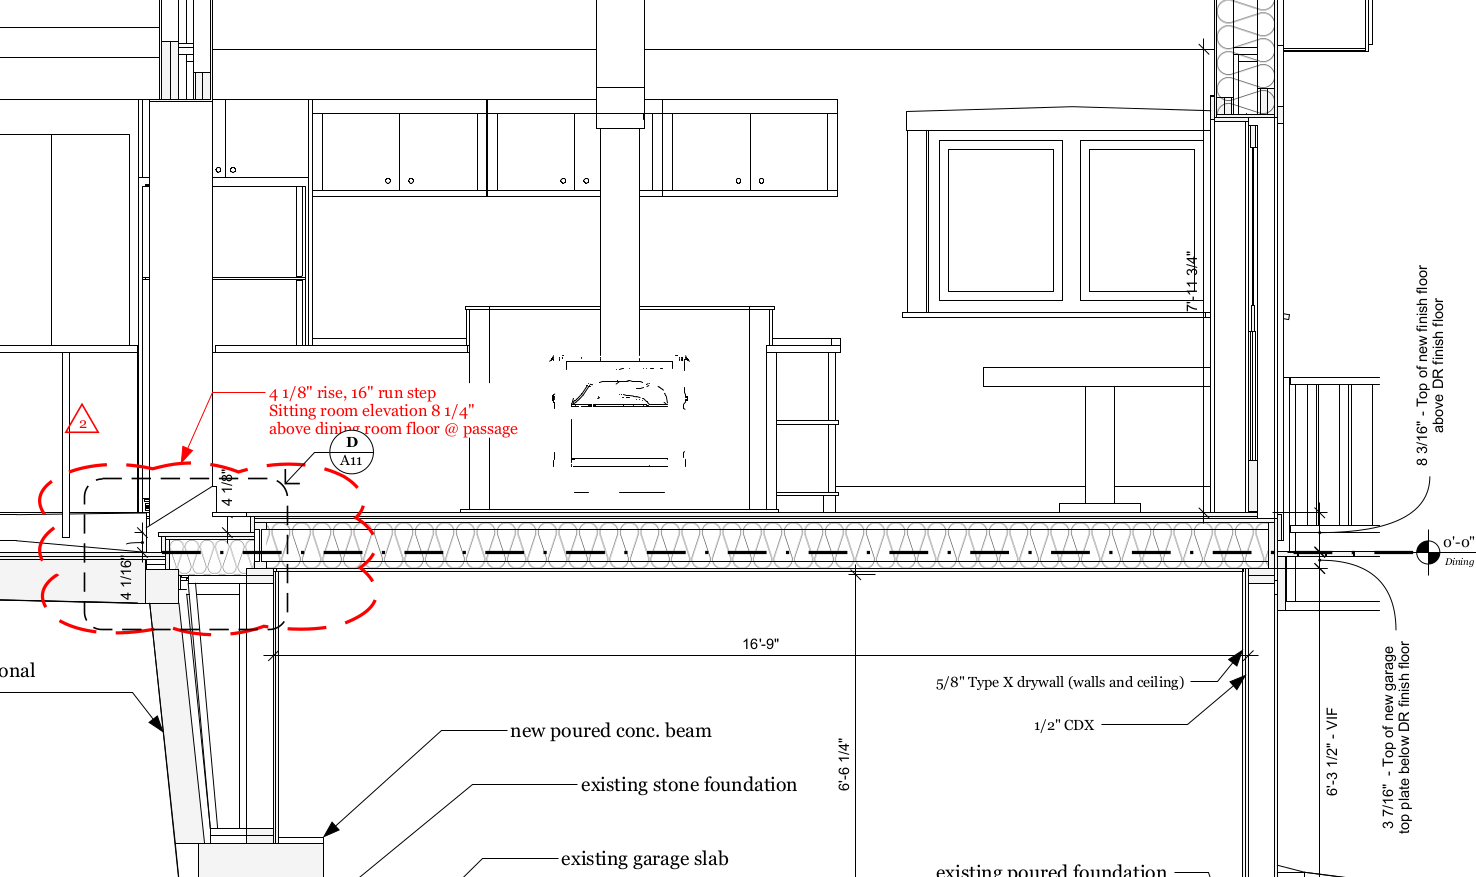 7'-11 3/4"
8 3/16" - Top of new finish floor
above DR finish floor
4 1/8" rise, 16" run step
Sitting room elevation 8 1/4"
above dining room floor @ passage
2
D
A11
4 1/8"
0'-0"
Dining
4 1/16"
16'-9"
onal
5/8" Type X drywall (walls and ceiling)
1/2" CDX
new poured conc. beam
6'-6 1/4"
6'-3 1/2" - VIF
3 7/16" - Top of new garage
top plate below DR finish floor
existing stone foundation
existing garage slab
existing poured foundation